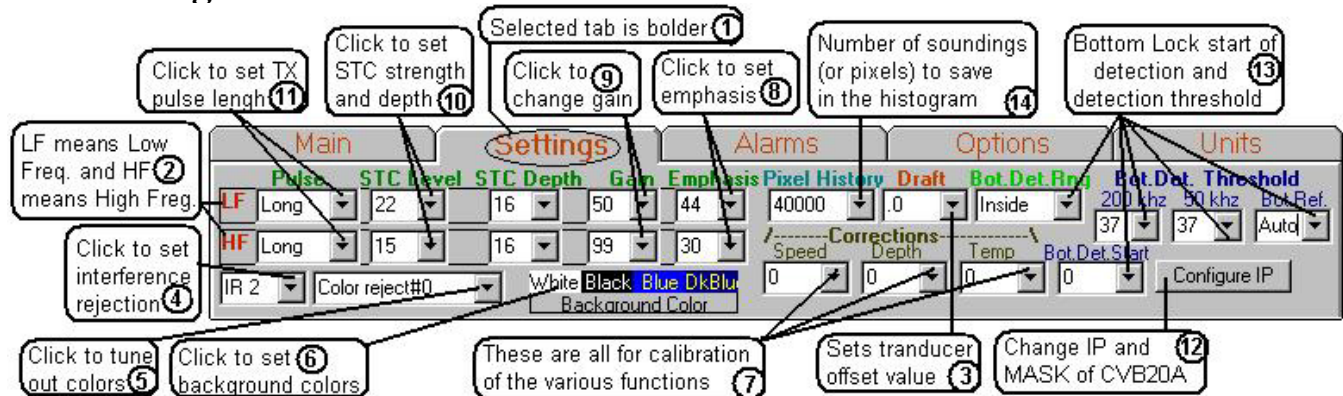 Selected tab is bolder 1
Click to set TX
pulse lengh 11
Click to set
STC strength
and depth 10
Click to 9
change gain
Click to set
emphasis 8
Number of soundings
(or pixels) to save
in the histogram 14
Bottom Lock start of
detection and 13
detection threshold
LF means Low
Freq. and HF 2
means High Freg.
Main Settings Alarms Options Units
Pulse STC Level STC Depth Gain Emphasis Pixel History Draft Bot.Det.Rng Bot.Det. Threshold
200 khz 50 khz Bot.Ref.
LF Long 22 16 50 44 40000 .0 Inside 37 37 Auto
HF Long 15 16 99 30
/-------Corrections-------\
Speed Depth Temp Bot.Det.Start
IR 2 Color reject#0 White Black Blue DkBlu 0 0 0 0 Configure IP
Background Color
Click to set
interference
rejection 4
Click to tune
out colors 5
Click to set 6
background colors
These are all for calibration
of the various functions 7
Sets tranducer
offset value 3
Change IP and 12
MASK of CVB20A